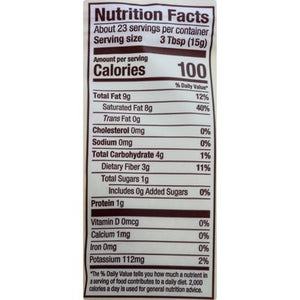 Nutrition Facts
About 23 servings per container
Serving size 3 Tbsp (15g)
Amount per serving
Calories 100
% Daily Value*
Total Fat 9g 12%
Saturated Fat 8g 40%
Trans Fat 0g
Cholesterol 0mg 0%
Sodium 0mg 0%
Total Carbohydrate 4g 1%
Dietary Fiber 3g 11%
Total Sugars 1g
Includes 0g Added Sugars 0%
Protein 1g
Vitamin D 0mcg 0%
Calcium 1mg 0%
Iron 0mg 0%
Potassium 112mg 2%
*The % Daily Value tells you how much a nutrient in
a serving of food contributes to a daily diet. 2,000
calories a day is used for general nutrition advice.